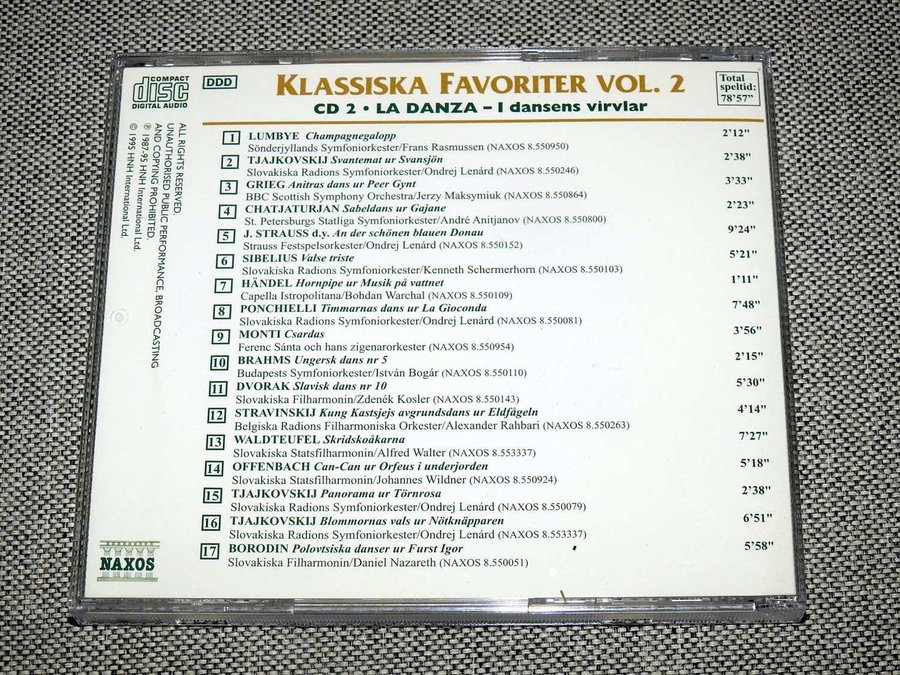 COMPACT
disc
DIGITAL AUDIO
DDD
KLASSISKA FAVORITER VOL. 2
CD 2 • LA DANZA – I dansens virvlar
Total
speltid:
78'57"
ALL RIGHTS RESERVED.
UNAUTHORISED PUBLIC PERFORMANCE, BROADCASTING
AND COPYING PROHIBITED.
℗ 1987-95 HNH International Ltd.
© 1995 HNH International Ltd.
1 LUMBYE Champagnegalopp 2'12"
Sönderjyllands Symfoniorkester/Frans Rasmussen (NAXOS 8.550950)
2 TJAJKOVSKIJ Svantemat ur Svansjön 2'38"
Slovakiska Radions Symfoniorkester/Ondrej Lenárd (NAXOS 8.550246)
3 GRIEG Anitras dans ur Peer Gynt 3'33"
BBC Scottish Symphony Orchestra/Jerzy Maksymiuk (NAXOS 8.550864)
4 CHATJATURJAN Sabeldans ur Gajane 2'23"
St. Petersburgs Statliga Symfoniorkester/André Anitjanov (NAXOS 8.550800)
5 J. STRAUSS d.y. An der schönen blauen Donau 9'24"
Strauss Festspelsorkester/Ondrej Lenárd (NAXOS 8.550152)
6 SIBELIUS Valse triste 5'21"
Slovakiska Radions Symfoniorkester/Kenneth Schermerhorn (NAXOS 8.550103)
7 HÄNDEL Hornpipe ur Musik på vattnet 1'11"
Capella Istropolitana/Bohdan Warchal (NAXOS 8.550109)
8 PONCHIELLI Timmarnas dans ur La Gioconda 7'48"
Slovakiska Radions Symfoniorkester/Ondrej Lenárd (NAXOS 8.550081)
9 MONTI Csardas 3'56"
Ferenc Sánta och hans zigenarorkester (NAXOS 8.550954)
10 BRAHMS Ungersk dans nr 5 2'15"
Budapests Symfoniorkester/István Bogár (NAXOS 8.550110)
11 DVORAK Slavisk dans nr 10 5'30"
Slovakiska Filharmonin/Zdenék Kosler (NAXOS 8.550143)
12 STRAVINSKIJ Kung Kastsjejs avgrundsdans ur Eldfågeln 4'14"
Belgiska Radions Filharmoniska Orkester/Alexander Rahbari (NAXOS 8.550263)
13 WALDTEUFEL Skridskoåkarna 7'27"
Slovakiska Statsfilharmonin/Alfred Walter (NAXOS 8.553337)
14 OFFENBACH Can-Can ur Orfeus i underjorden 5'18"
Slovakiska Statsfilharmonin/Johannes Wildner (NAXOS 8.550924)
15 TJAJKOVSKIJ Panorama ur Törnrosa 2'38"
Slovakiska Radions Symfoniorkester/Ondrej Lenárd (NAXOS 8.550079)
16 TJAJKOVSKIJ Blommornas vals ur Nötknäpparen 6'51"
Slovakiska Radions Symfoniorkester/Ondrej Lenárd (NAXOS 8.553337)
17 BORODIN Polovtsiska danser ur Furst Igor 5'58"
Slovakiska Filharmonin/Daniel Nazareth (NAXOS 8.550051)
NAXOS